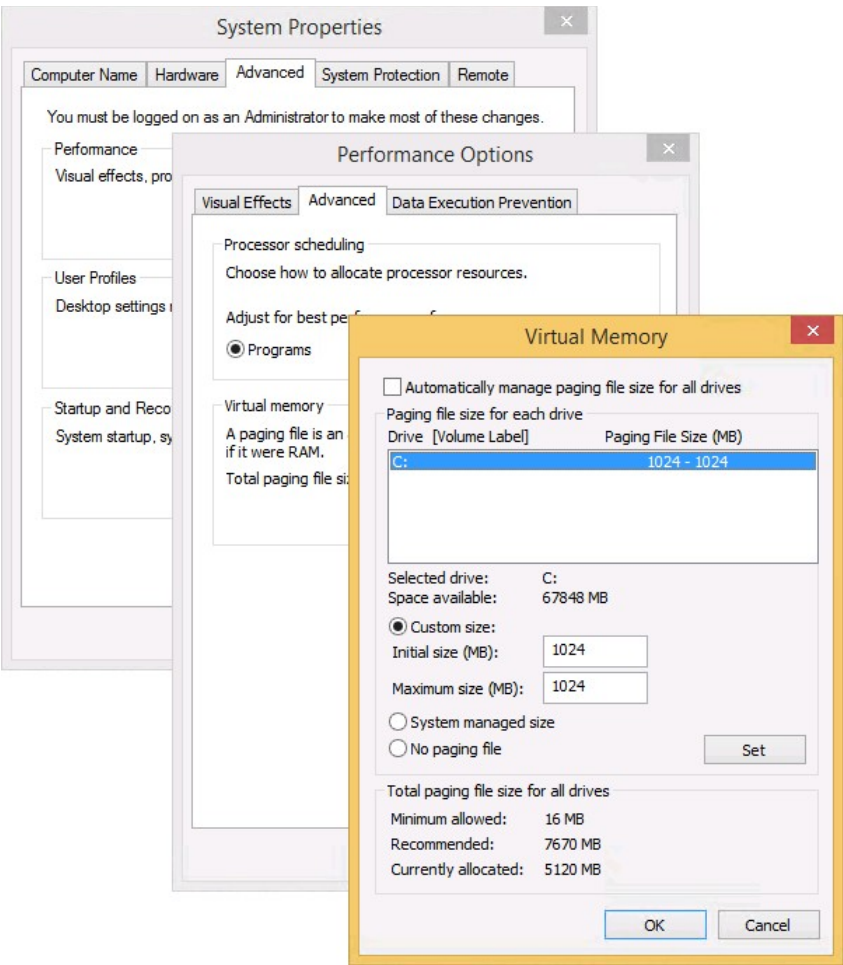 System Properties
Computer Name Hardware Advanced System Protection Remote
You must be logged on as an Administrator to make most of these changes.
Performance
Visual effects, pro
User Profiles
Desktop settings
Startup and Reco
System startup, sy
Performance Options
Visual Effects Advanced Data Execution Prevention
Processor scheduling
Choose how to allocate processor resources.
Adjust for best
Programs
Virtual memory
A paging file is an
if it were RAM.
Total paging file si
Virtual Memory
Automatically manage paging file size for all drives
Paging file size for each drive
Drive [Volume Label] Paging File Size (MB)
C: 1024 - 1024
Selected drive: C:
Space available: 67848 MB
Custom size:
Initial size (MB): 1024
Maximum size (MB): 1024
System managed size
No paging file
Set
Total paging file size for all drives
Minimum allowed: 16 MB
Recommended: 7670 MB
Currently allocated: 5120 MB
OK Cancel